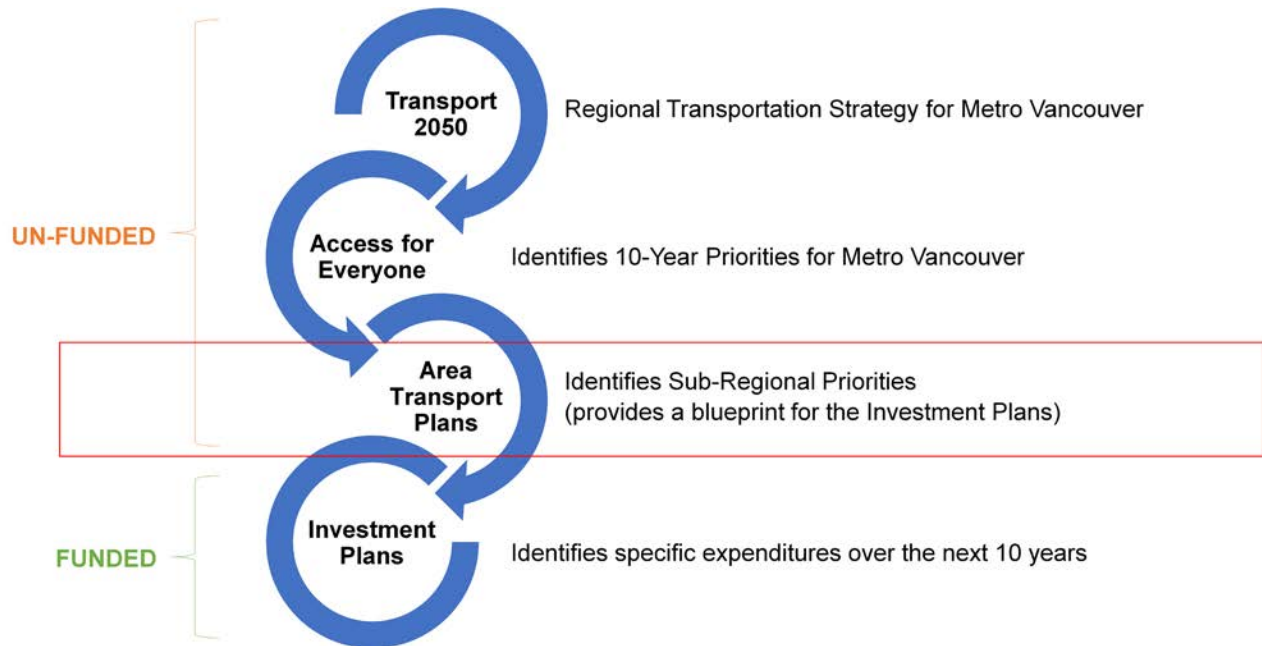 Transport
2050
Regional Transportation Strategy for Metro Vancouver
UN-FUNDED
Access for
Everyone
Identifies 10-Year Priorities for Metro Vancouver
Area
Transport
Plans
Identifies Sub-Regional Priorities
(provides a blueprint for the Investment Plans)
FUNDED
Investment
Plans
Identifies specific expenditures over the next 10 years